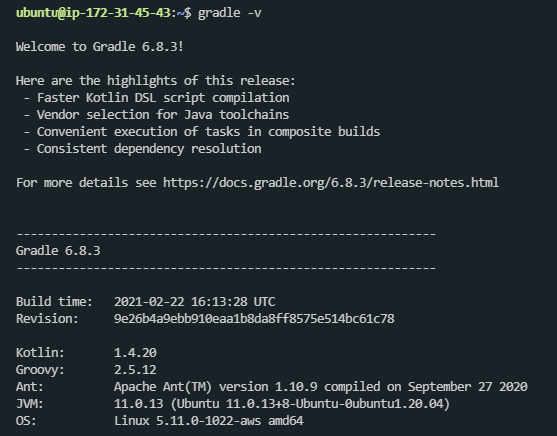 ubuntu@ip-172-31-45-43:~$ gradle -v
Welcome to Gradle 6.8.3!
Here are the highlights of this release:
- Faster Kotlin DSL script compilation
- Vendor selection for Java toolchains
- Convenient execution of tasks in composite builds
- Consistent dependency resolution
For more details see https://docs.gradle.org/6.8.3/release-notes.html
------------------------------------------------------------
Gradle 6.8.3
------------------------------------------------------------
Build time:   2021-02-22 16:13:28 UTC
Revision:     9e26b4a9ebb910eaa1b8da8ff8575e514bc61c78
Kotlin:       1.4.20
Groovy:       2.5.12
Ant:          Apache Ant(TM) version 1.10.9 compiled on September 27 2020
JVM:          11.0.13 (Ubuntu 11.0.13+8-Ubuntu-0ubuntu1.20.04)
OS:           Linux 5.11.0-1022-aws amd64